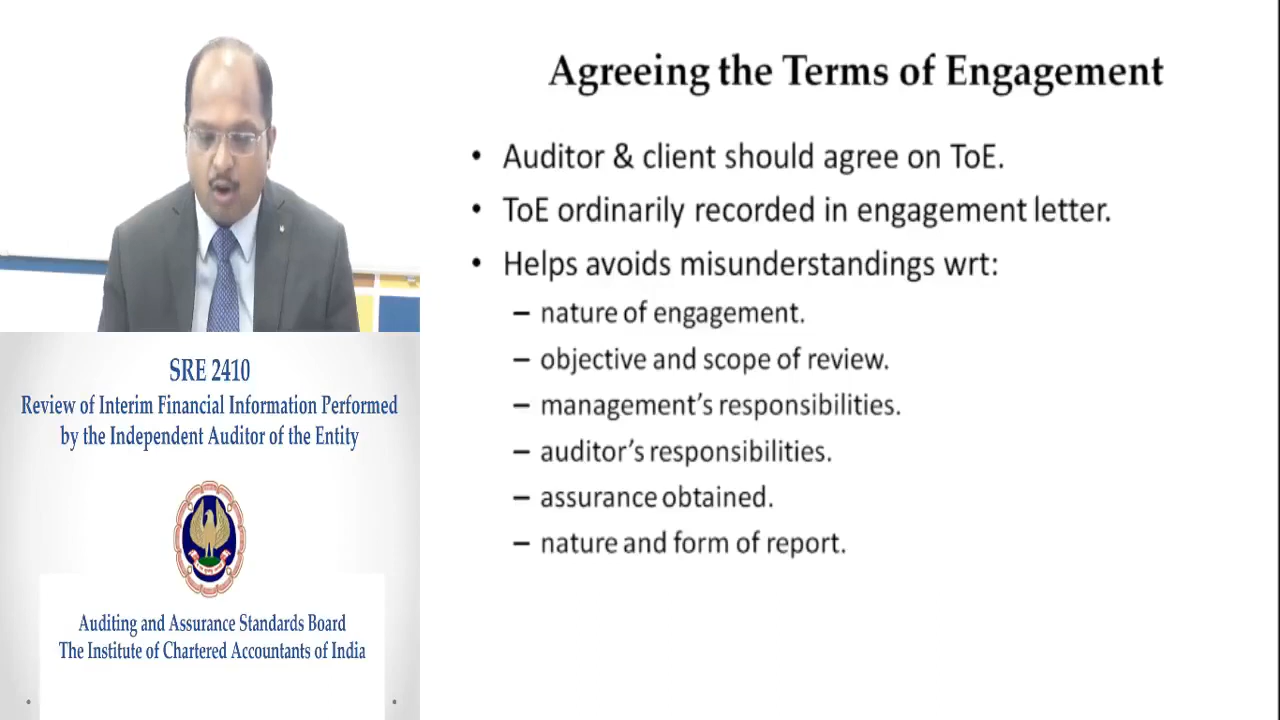 Agreeing the Terms of Engagement
• Auditor & client should agree on ToE.
• ToE ordinarily recorded in engagement letter.
• Helps avoids misunderstandings wrt:
– nature of engagement.
– objective and scope of review.
– management’s responsibilities.
– auditor’s responsibilities.
– assurance obtained.
– nature and form of report.
SRE 2410
Review of Interim Financial Information Performed
by the Independent Auditor of the Entity
Auditing and Assurance Standards Board
The Institute of Chartered Accountants of India